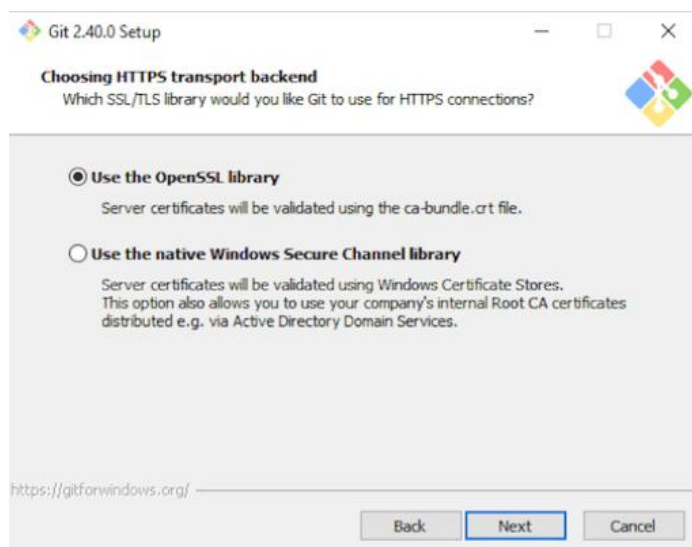 Git 2.40.0 Setup
Choosing HTTPS transport backend
Which SSL/TLS library would you like Git to use for HTTPS connections?
Use the OpenSSL library
Server certificates will be validated using the ca-bundle.crt file.
Use the native Windows Secure Channel library
Server certificates will be validated using Windows Certificate Stores.
This option also allows you to use your company's internal Root CA certificates
distributed e.g. via Active Directory Domain Services.
https://gitforwindows.org/
Back Next Cancel